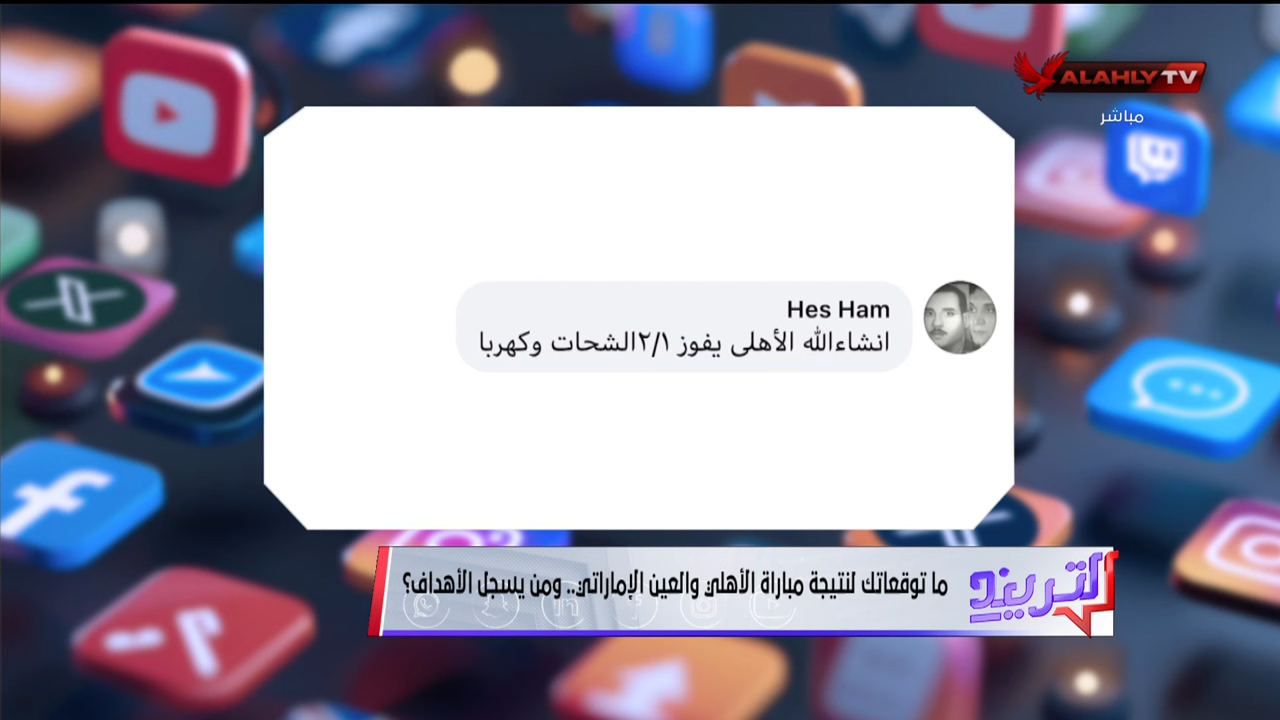 ALAHLY TV
مباشر
Hes Ham
انشاءالله الأهلى يفوز ٢/١الشحات وكهربا
التريند
ما توقعاتك لنتيجة مباراة الأهلي والعين الإماراتي.. ومن يسجل الأهداف؟